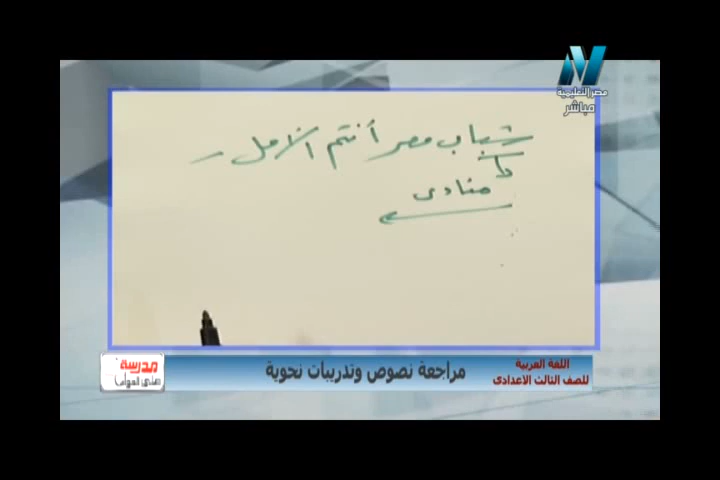 مصر التعليمية
مباشر
شباب مصر أنتم الأمل
منادى
اللغة العربية
للصف الثالث الاعدادى
مراجعة نصوص وتدريبات نحوية
مدرسة
على الهواء